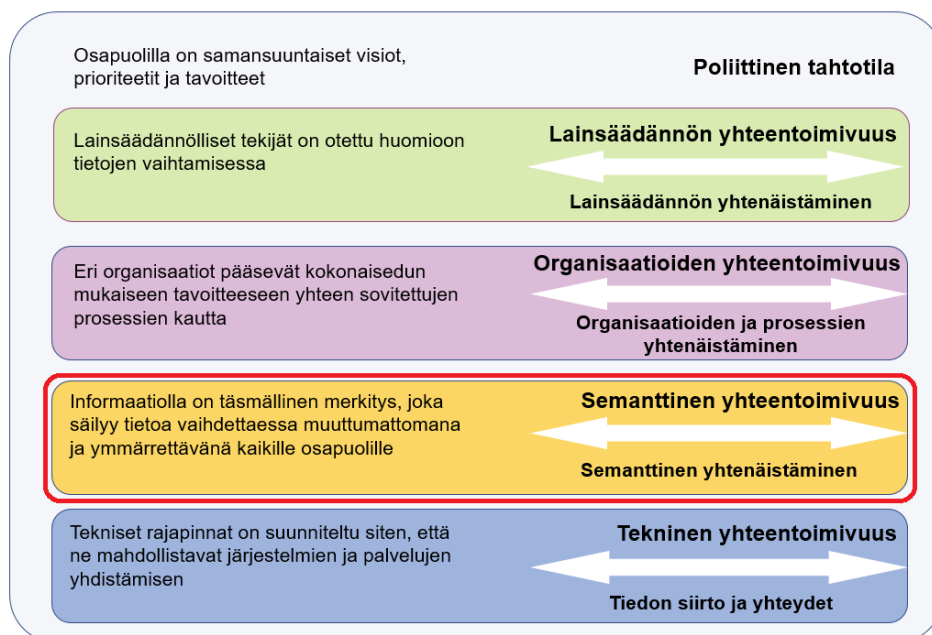 Osapuolilla on samansuuntaiset visiot,
prioriteetit ja tavoitteet
Poliittinen tahtotila
Lainsäädännölliset tekijät on otettu huomioon
tietojen vaihtamisessa
Lainsäädännön yhteentoimivuus
Lainsäädännön yhtenäistäminen
Eri organisaatiot pääsevät kokonaisedun
mukaiseen tavoitteeseen yhteen sovitettujen
prosessien kautta
Organisaatioiden yhteentoimivuus
Organisaatioiden ja prosessien
yhtenäistäminen
Informaatiolla on täsmällinen merkitys, joka
säilyy tietoa vaihdettaessa muuttumattomana
ja ymmärrettävänä kaikille osapuolille
Semanttinen yhteentoimivuus
Semanttinen yhtenäistäminen
Tekniset rajapinnat on suunniteltu siten, että
ne mahdollistavat järjestelmien ja palvelujen
yhdistämisen
Tekninen yhteentoimivuus
Tiedon siirto ja yhteydet